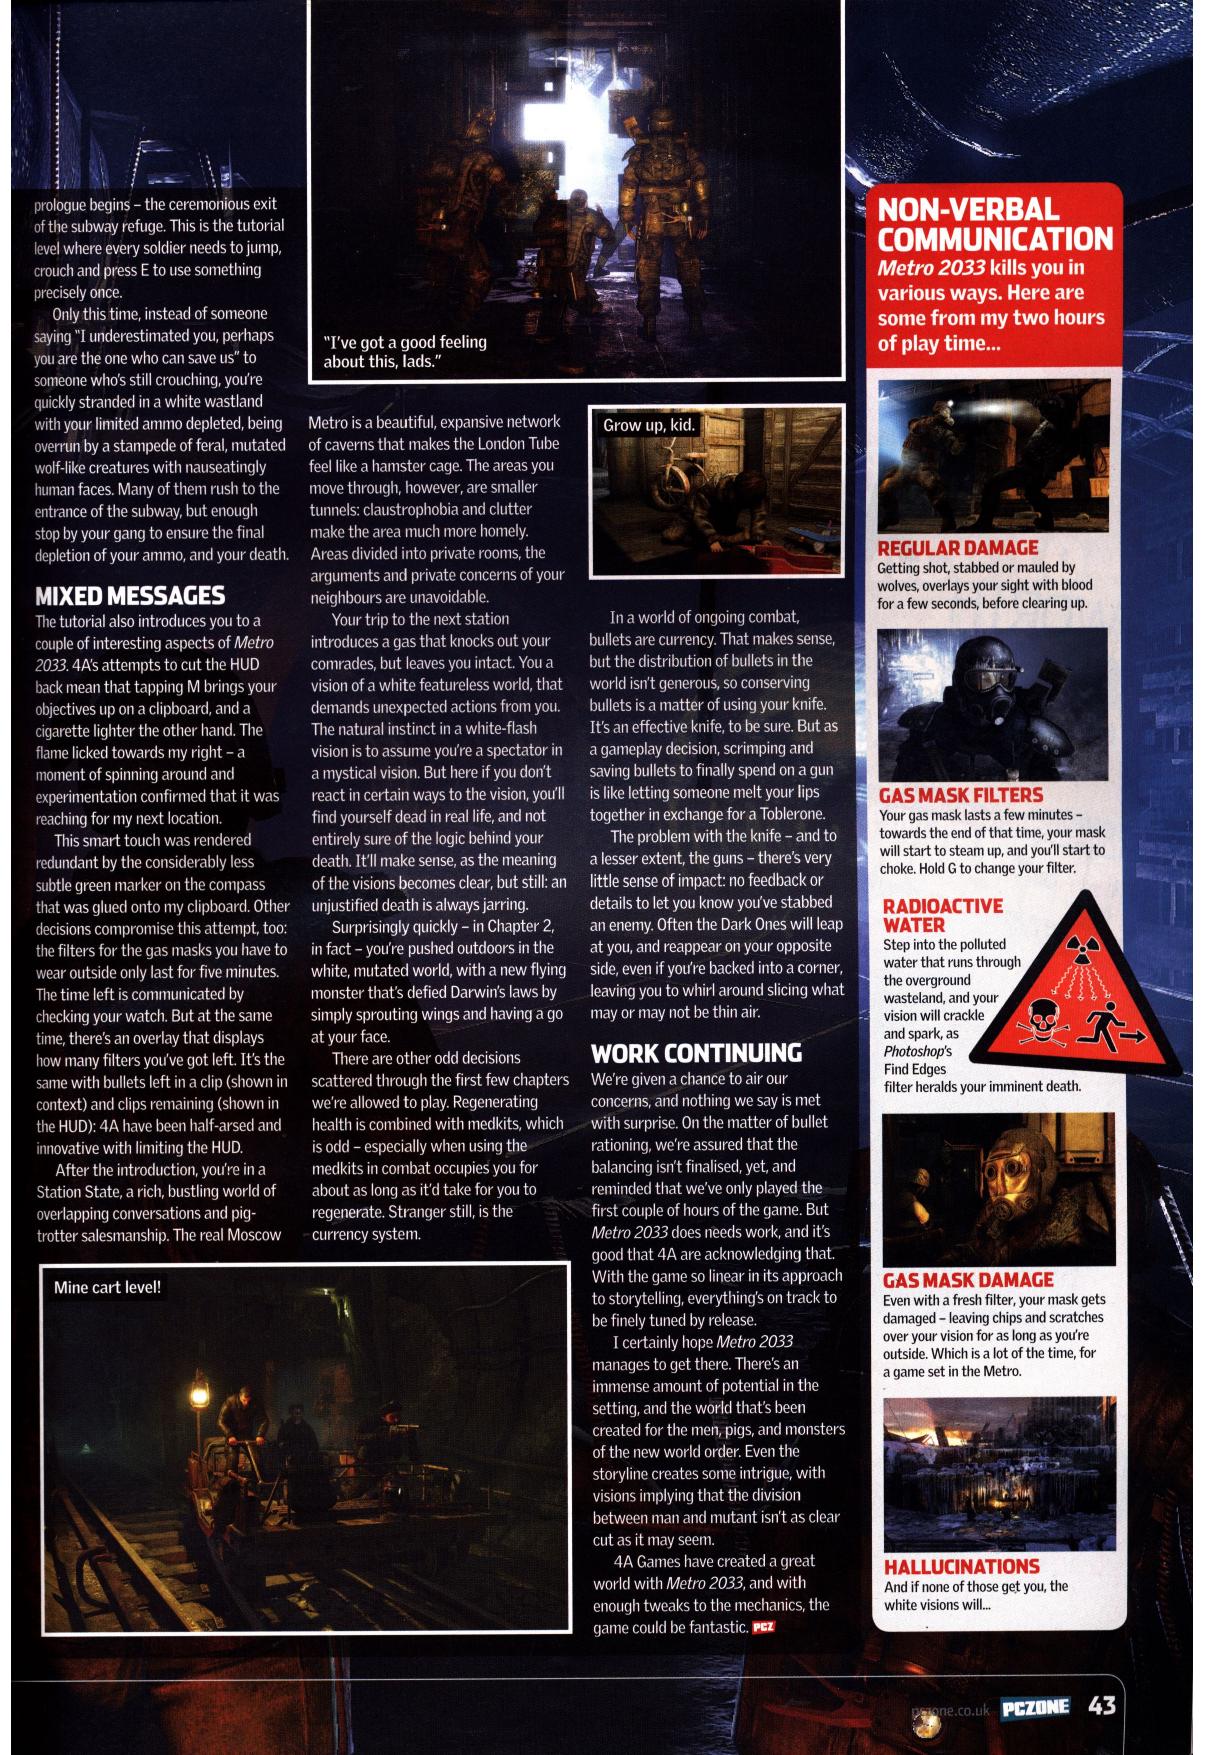 prologue begins – the ceremonious exit
of the subway refuge. This is the tutorial
level where every soldier needs to jump,
crouch and press E to use something
precisely once.
Only this time, instead of someone
saying “I underestimated you, perhaps
you are the one who can save us” to
someone who's still crouching, you're
quickly stranded in a white wastland
with your limited ammo depleted, being
overrun by a stampede of feral, mutated
wolf-like creatures with nauseatingly
human faces. Many of them rush to the
entrance of the subway, but enough
stop by your gang to ensure the final
depletion of your ammo, and your death.
MIXED MESSAGES
The tutorial also introduces you to a
couple of interesting aspects of Metro
2033. 4A's attempts to cut the HUD
back mean that tapping M brings your
objectives up on a clipboard, and a
cigarette lighter the other hand. The
flame licked towards my right – a
moment of spinning around and
experimentation confirmed that it was
reaching for my next location.
This smart touch was rendered
redundant by the considerably less
subtle green marker on the compass
that was glued onto my clipboard. Other
decisions compromise this attempt, too:
the filters for the gas masks you have to
wear outside only last for five minutes.
The time left is communicated by
checking your watch. But at the same
time, there's an overlay that displays
how many filters you've got left. It's the
same with bullets left in a clip (shown in
context) and clips remaining (shown in
the HUD): 4A have been half-arsed and
innovative with limiting the HUD.
After the introduction, you're in a
Station State, a rich, bustling world of
overlapping conversations and pig-
trotter salesmanship. The real Moscow
“I've got a good feeling
about this, lads.”
Metro is a beautiful, expansive network
of caverns that makes the London Tube
feel like a hamster cage. The areas you
move through, however, are smaller
tunnels: claustrophobia and clutter
make the area much more homely.
Areas divided into private rooms, the
arguments and private concerns of your
neighbours are unavoidable.
Your trip to the next station
introduces a gas that knocks out your
comrades, but leaves you intact. You a
vision of a white featureless world, that
demands unexpected actions from you.
The natural instinct in a white-flash
vision is to assume you're a spectator in
a mystical vision. But here if you don't
react in certain ways to the vision, you'll
find yourself dead in real life, and not
entirely sure of the logic behind your
death. It'll make sense, as the meaning
of the visions becomes clear, but still: an
unjustified death is always jarring.
Surprisingly quickly – in Chapter 2,
in fact – you're pushed outdoors in the
white, mutated world, with a new flying
monster that's defied Darwin's laws by
simply sprouting wings and having a go
at your face.
There are other odd decisions
scattered through the first few chapters
we're allowed to play. Regenerating
health is combined with medkits, which
is odd – especially when using the
medkits in combat occupies you for
about as long as it'd take for you to
regenerate. Stranger still, is the
currency system.
Mine cart level!
Grow up, kid.
In a world of ongoing combat,
bullets are currency. That makes sense,
but the distribution of bullets in the
world isn't generous, so conserving
bullets is a matter of using your knife.
It's an effective knife, to be sure. But as
a gameplay decision, scrimping and
saving bullets to finally spend on a gun
is like letting someone melt your lips
together in exchange for a Toblerone.
The problem with the knife – and to
a lesser extent, the guns – there's very
little sense of impact: no feedback or
details to let you know you've stabbed
an enemy. Often the Dark Ones will leap
at you, and reappear on your opposite
side, even if you're backed into a corner,
leaving you to whirl around slicing what
may or may not be thin air.
WORK CONTINUING
We're given a chance to air our
concerns, and nothing we say is met
with surprise. On the matter of bullet
rationing, we're assured that the
balancing isn't finalised, yet, and
reminded that we've only played the
first couple of hours of the game. But
Metro 2033 does needs work, and it's
good that 4A are acknowledging that.
With the game so linear in its approach
to storytelling, everything's on track to
be finely tuned by release.
I certainly hope Metro 2033
manages to get there. There's an
immense amount of potential in the
setting, and the world that's been
created for the men, pigs, and monsters
of the new world order. Even the
storyline creates some intrigue, with
visions implying that the division
between man and mutant isn't as clear
cut as it may seem.
4A Games have created a great
world with Metro 2033, and with
enough tweaks to the mechanics, the
game could be fantastic. PCZ
NON-VERBAL
COMMUNICATION
Metro 2033 kills you in
various ways. Here are
some from my two hours
of play time...
REGULAR DAMAGE
Getting shot, stabbed or mauled by
wolves, overlays your sight with blood
for a few seconds, before clearing up.
GAS MASK FILTERS
Your gas mask lasts a few minutes –
towards the end of that time, your mask
will start to steam up, and you'll start to
choke. Hold G to change your filter.
RADIOACTIVE
WATER
Step into the polluted
water that runs through
the overground
wasteland, and your
vision will crackle
and spark, as
Photoshop's
Find Edges
filter heralds your imminent death.
GAS MASK DAMAGE
Even with a fresh filter, your mask gets
damaged – leaving chips and scratches
over your vision for as long as you're
outside. Which is a lot of the time, for
a game set in the Metro.
HALLUCINATIONS
And if none of those get you, the
white visions will...
pczone.co.uk PCZONE 43